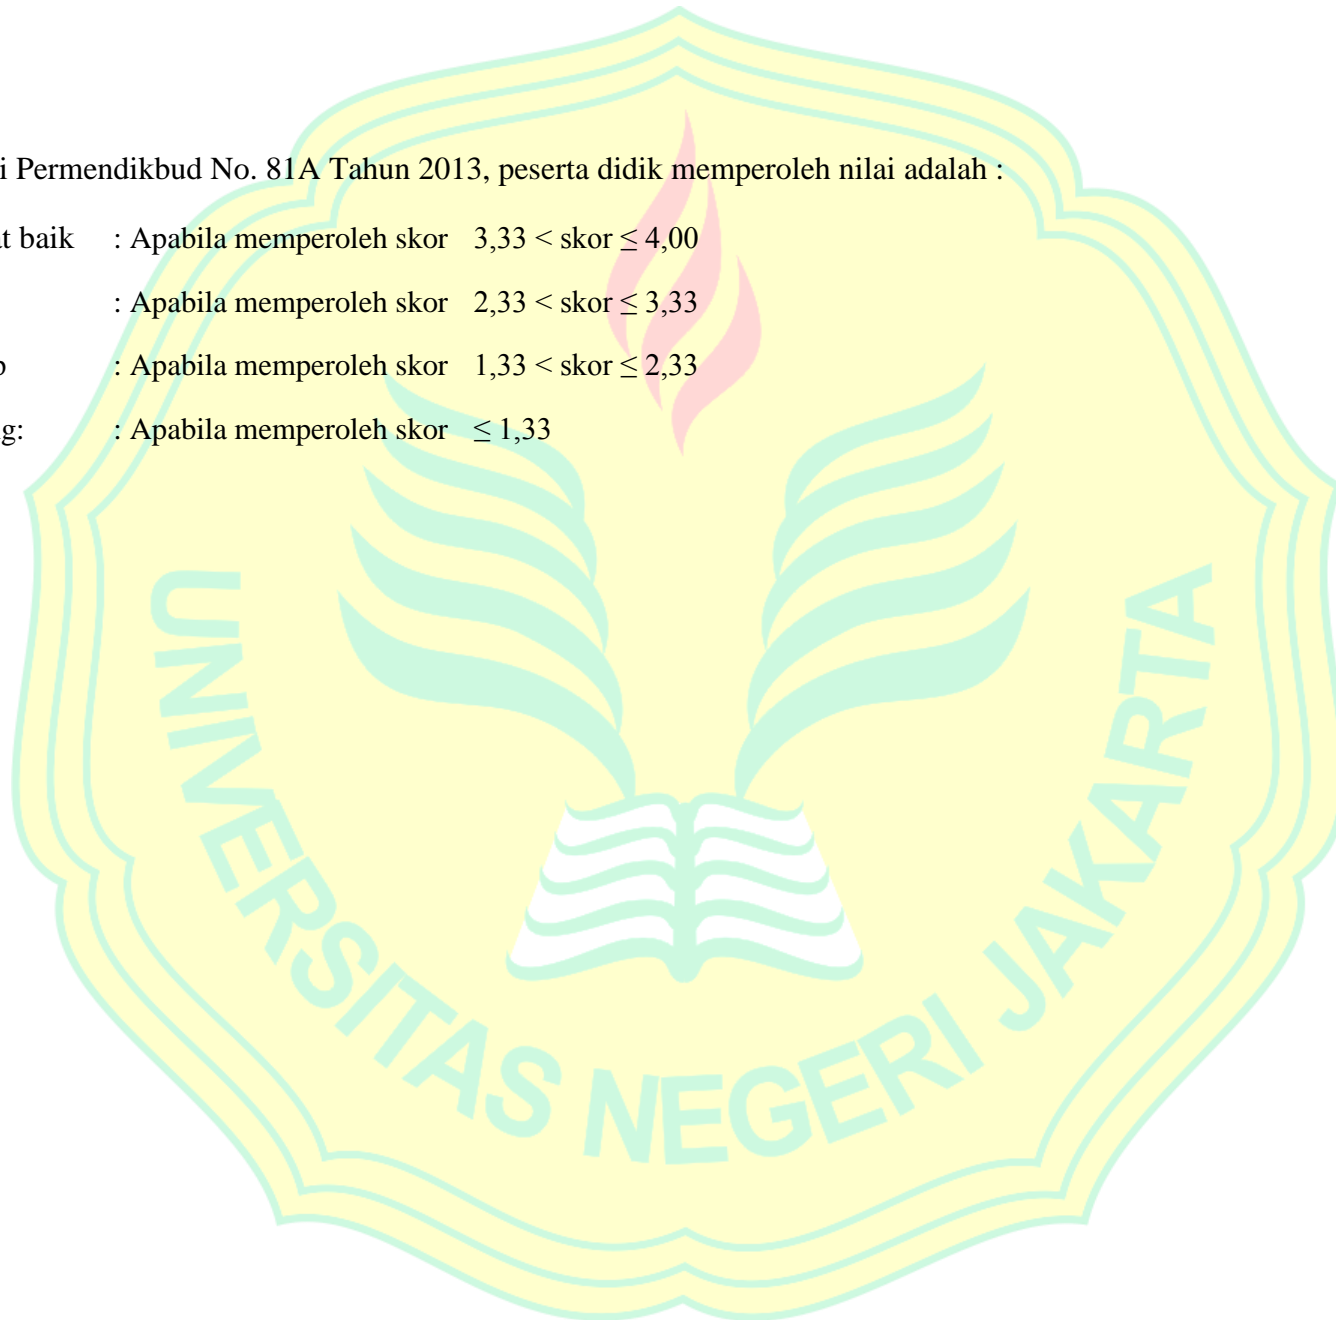 i Permendikbud No. 81A Tahun 2013, peserta didik memperoleh nilai adalah :
at baik : Apabila memperoleh skor 3,33 < skor ≤ 4,00
: Apabila memperoleh skor 2,33 < skor ≤ 3,33
p : Apabila memperoleh skor 1,33 < skor ≤ 2,33
g: : Apabila memperoleh skor ≤ 1,33
UNIVERSITAS NEGERI JAKARTA